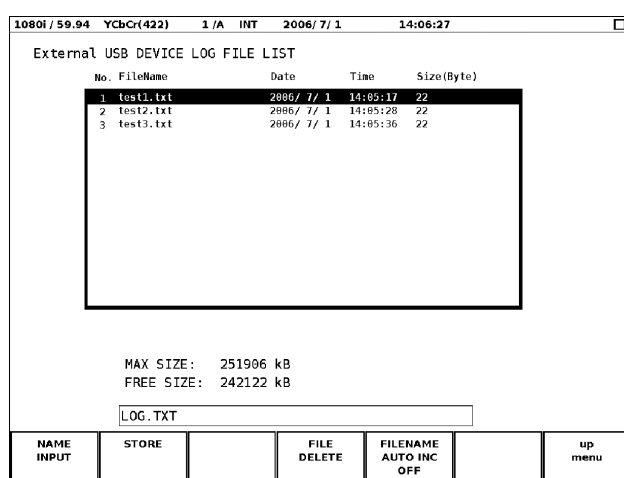 1080i / 59.94 YCbCr(422) 1 /A INT 2006/ 7/ 1 14:06:27
External USB DEVICE LOG FILE LIST
No. FileName Date Time Size(Byte)
1 test1.txt 2006/ 7/ 1 14:05:17 22
2 test2.txt 2006/ 7/ 1 14:05:28 22
3 test3.txt 2006/ 7/ 1 14:05:36 22
MAX SIZE: 251906 kB
FREE SIZE: 242122 kB
LOG.TXT
NAME INPUT
STORE
FILE DELETE
FILENAME AUTO INC OFF
up menu